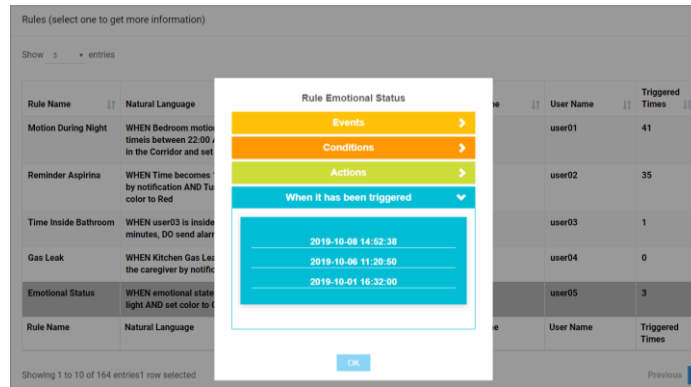 Rules (select one to get more information)
Show 5 entries
Rule Name Natural Language User Name Triggered Times
Motion During Night WHEN Bedroom motio user01 41
timeis between 22:00
in the Corridor and set
Reminder Aspirina WHEN Time becomes user02 35
by notification AND Tu
color to Red
Time Inside Bathroom WHEN user03 is inside user03 1
minutes, DO send alarm
Gas Leak WHEN Kitchen Gas Lea user04 0
the caregiver by notific
Emotional Status WHEN emotional state user05 3
light AND set color to
Rule Name Natural Language User Name Triggered Times
Showing 1 to 10 of 164 entries1 row selected Previous
Rule Emotional Status
Events
Conditions
Actions
When it has been triggered
2019-10-08 14:52:38
2019-10-06 11:20:50
2019-10-01 16:32:00
OK